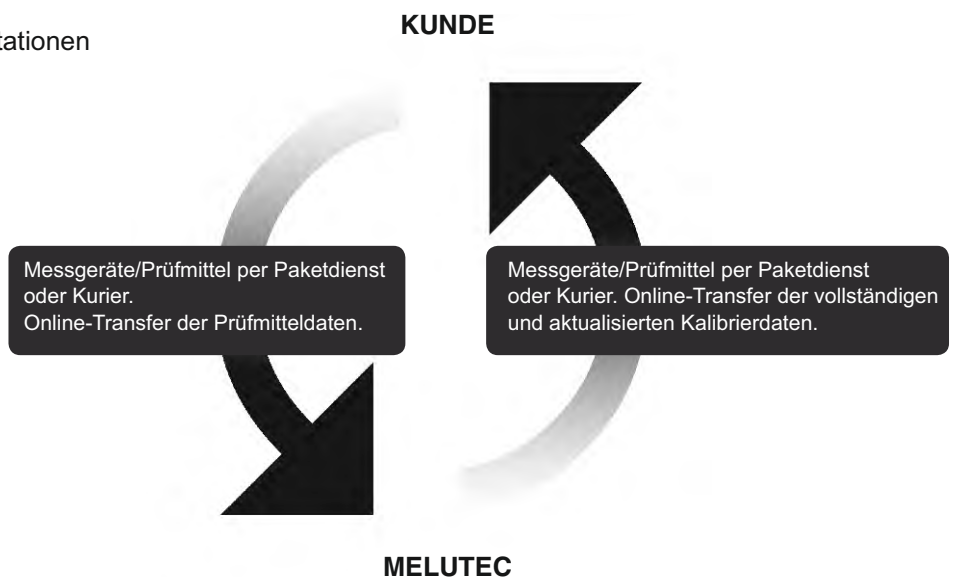 KUNDE
Messgeräte/Prüfmittel per Paketdienst
oder Kurier.
Online-Transfer der Prüfmitteldaten.
Messgeräte/Prüfmittel per Paketdienst
oder Kurier. Online-Transfer der vollständigen
und aktualisierten Kalibrierdaten.
MELUTEC